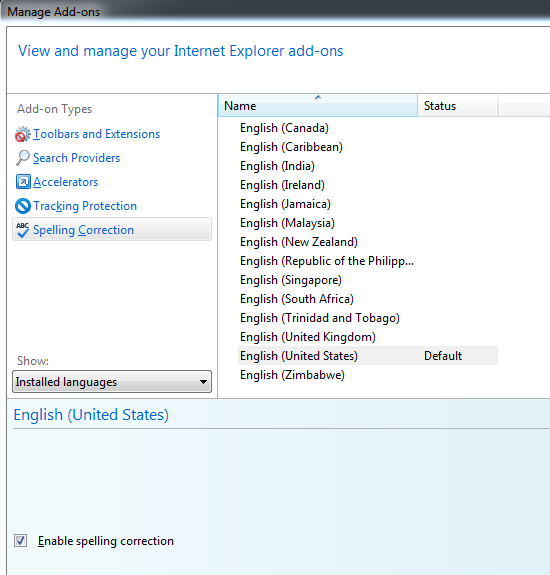 Manage Add-ons
View and manage your Internet Explorer add-ons
Add-on Types
Toolbars and Extensions
Search Providers
Accelerators
Tracking Protection
ABC
Spelling Correction
Show:
Installed languages
Name
Status
English (Canada)
English (Caribbean)
English (India)
English (Ireland)
English (Jamaica)
English (Malaysia)
English (New Zealand)
English (Republic of the Philipp...
English (Singapore)
English (South Africa)
English (Trinidad and Tobago)
English (United Kingdom)
English (United States) Default
English (Zimbabwe)
English (United States)
Enable spelling correction